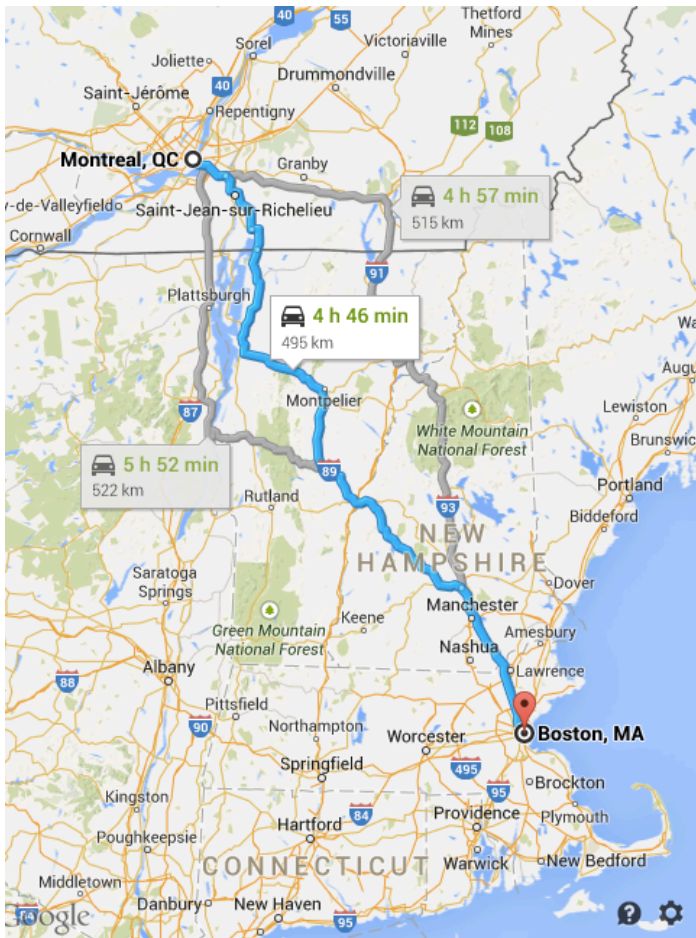 40
55
Thetford
Mines
Sorel
Victoriaville
Joliette
Drummondville
40
Saint-Jérôme
Repentigny
112
108
Montreal, QC
Granby
4 h 57 min
515 km
y-de-Valleyfield
Saint-Jean-sur-Richelieu
Cornwall
91
Plattsburgh
4 h 46 min
495 km
Wa
Augu
Montpelier
87
Lewiston
White Mountain
National Forest
Brunswic
5 h 52 min
522 km
89
Rutland
93
Portland
Biddeford
NEW
HAMPSHIRE
Saratoga
Springs
Dover
Manchester
Green Mountain
National Forest
Keene
Amesbury
Nashua
Albany
Lawrence
88
Pittsfield
90
Northampton
Worcester
Boston, MA
Springfield
495
95
Brockton
Kingston
84
Plymouth
Hartford
Providence
Poughkeepsie
CONNECTICUT
Warwick
New Bedford
Middletown
Danbury
New Haven
95
84
Google
?